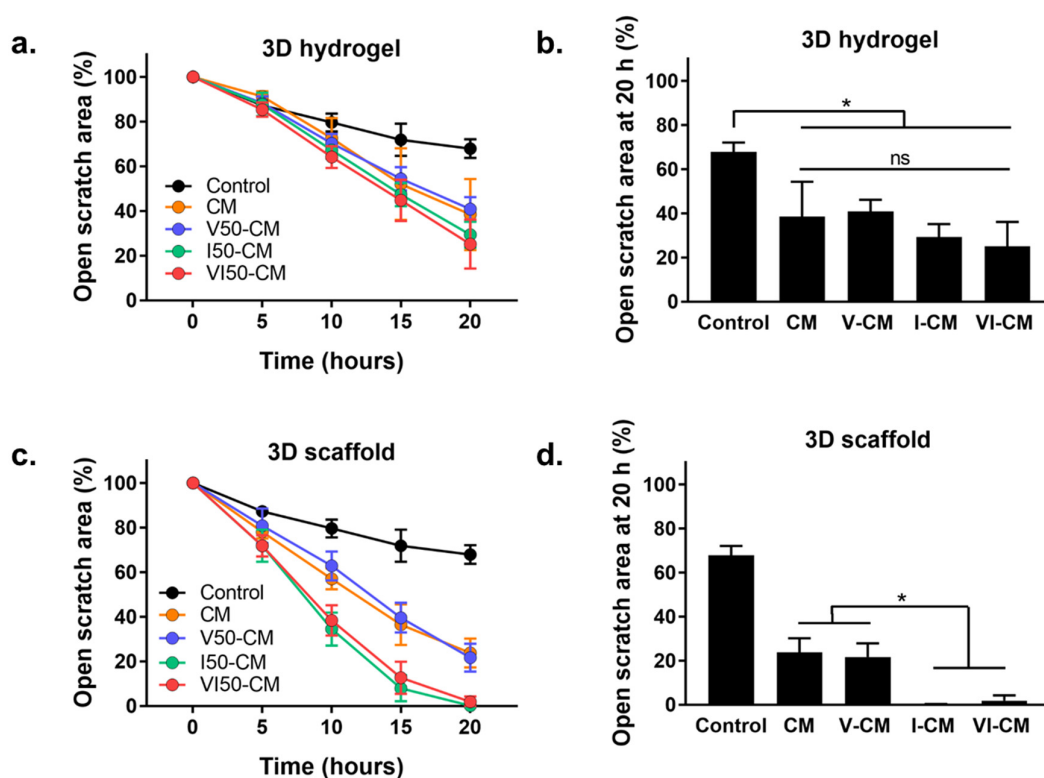 a.
3D hydrogel
Open scratch area (%)
100
80
60
40
20
0
Control
CM
V50-CM
I50-CM
VI50-CM
0 5 10 15 20
Time (hours)
b.
3D hydrogel
Open scratch area at 20 h (%)
100
80
60
40
20
0
*
ns
Control CM V-CM I-CM VI-CM
c.
3D scaffold
Open scratch area (%)
100
80
60
40
20
0
Control
CM
V50-CM
I50-CM
VI50-CM
0 5 10 15 20
Time (hours)
d.
3D scaffold
Open scratch area at 20 h (%)
100
80
60
40
20
0
*
Control CM V-CM I-CM VI-CM